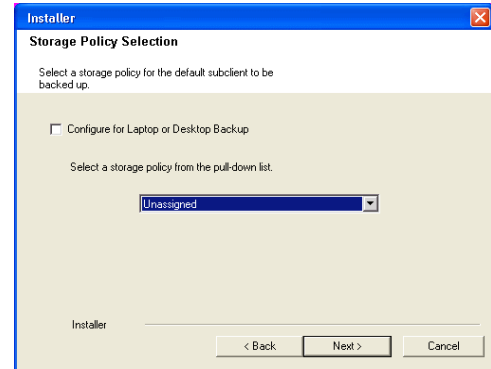 Installer
Storage Policy Selection
Select a storage policy for the default subclient to be
backed up.
Configure for Laptop or Desktop Backup
Select a storage policy from the pull-down list.
Unassigned
Installer
< Back
Next >
Cancel